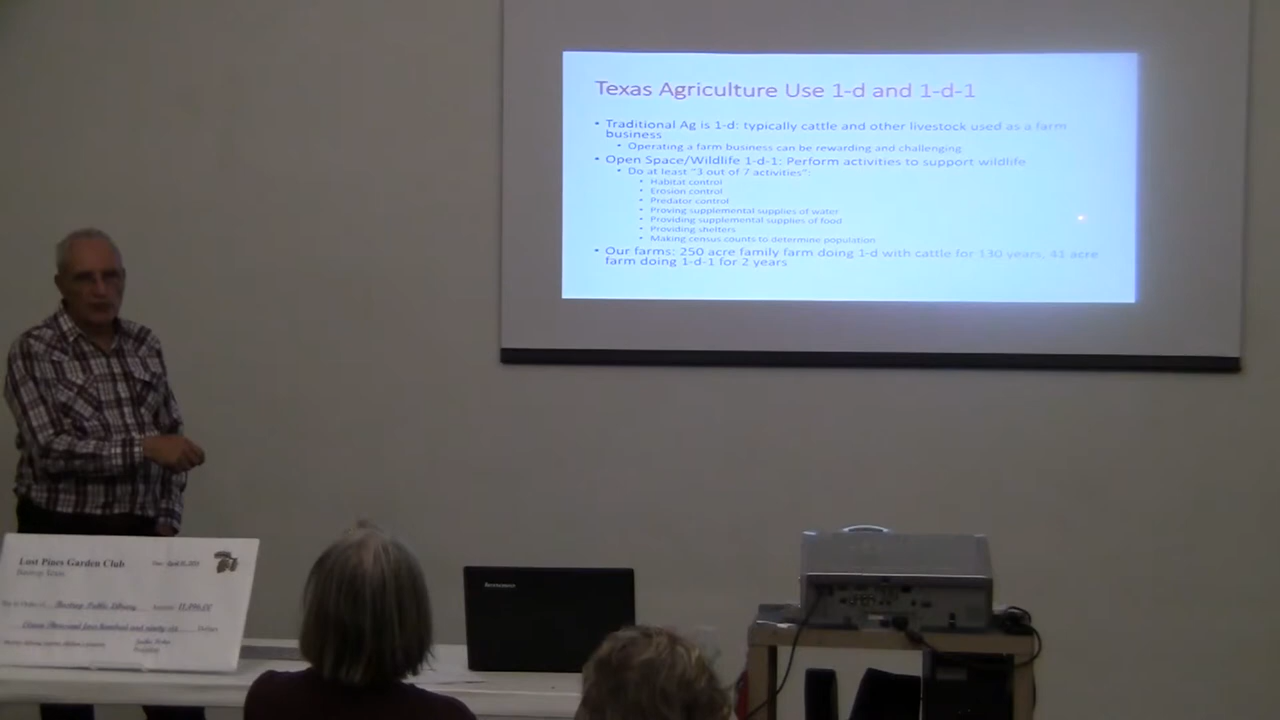 Texas Agriculture Use 1-d and 1-d-1
• Traditional Ag is 1-d: typically cattle and other livestock used as a farm
business
• Operating a farm business can be rewarding and challenging
• Open Space/Wildlife 1-d-1: Perform activities to support wildlife
• Do at least "3 out of 7 activities":
• Habitat control
• Erosion control
• Predator control
• Proving supplemental supplies of water
• Providing supplemental supplies of food
• Providing shelters
• Making census counts to determine population
• Our farms: 250 acre family farm doing 1-d with cattle for 130 years, 41 acre
farm doing 1-d-1 for 2 years
Lost Pines Garden Club
Bastrop Public Library
Dollars
lenovo